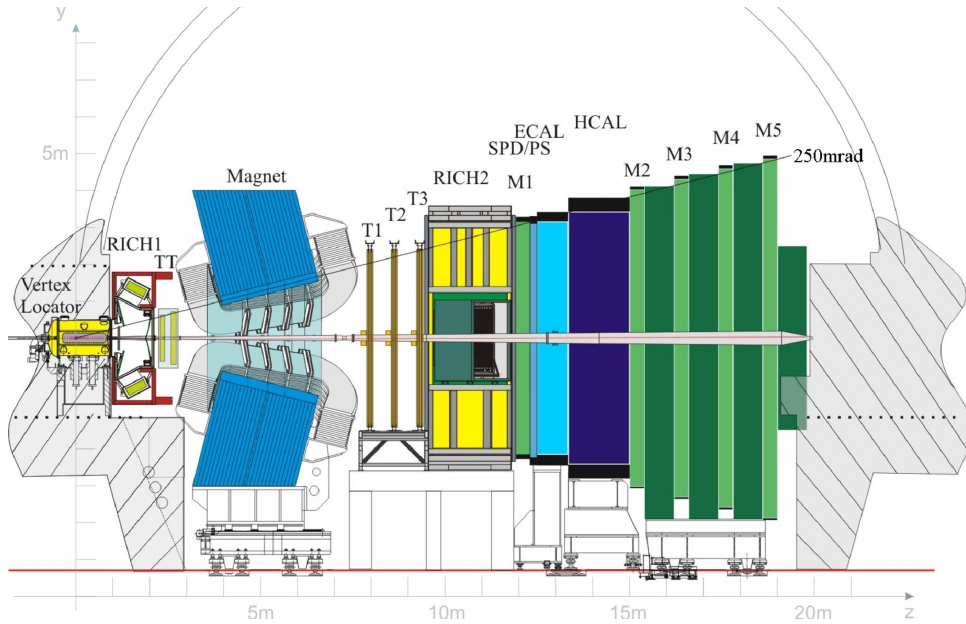 y
5m
ECAL HCAL
SPD/PS
M5
M4
M3
250mrad
M2
Magnet
RICH2
M1
T3
T2
T1
RICH1
TT
Vertex
Locator
5m
10m
15m
20m
z